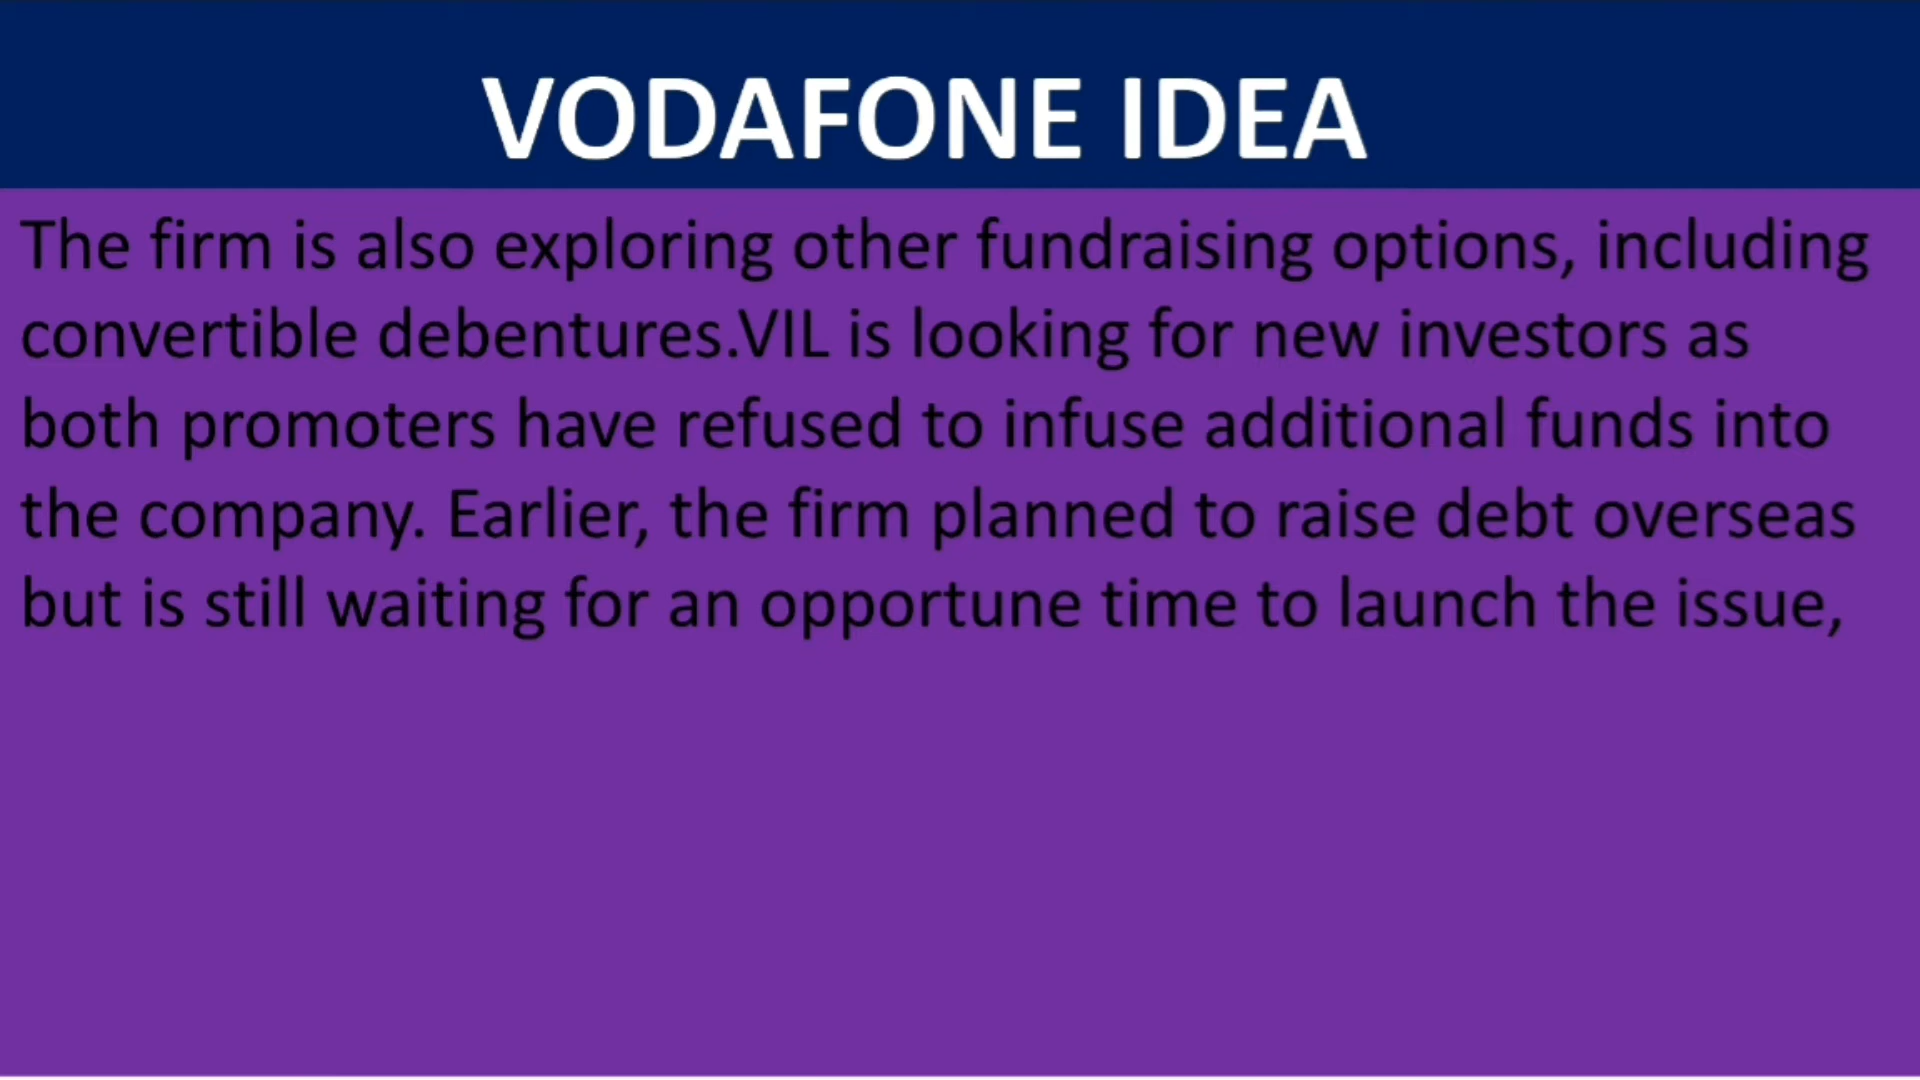 VODAFONE IDEA
The firm is also exploring other fundraising options, including
convertible debentures.VIL is looking for new investors as
both promoters have refused to infuse additional funds into
the company. Earlier, the firm planned to raise debt overseas
but is still waiting for an opportune time to launch the issue,